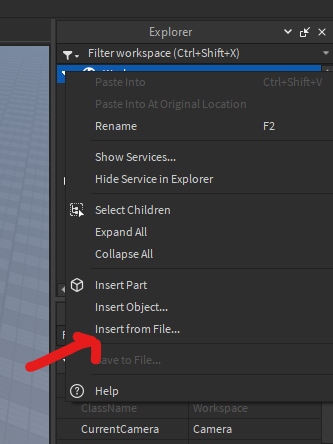 Explorer
Filter workspace (Ctrl+Shift+X)
Paste Into Ctrl+Shift+V
Paste Into At Original Location
Rename F2
Show Services...
Hide Service in Explorer
Select Children
Expand All
Collapse All
Insert Part
Insert Object...
Insert from File...
ave to File...
Help
ClassName Workspace
CurrentCamera Camera